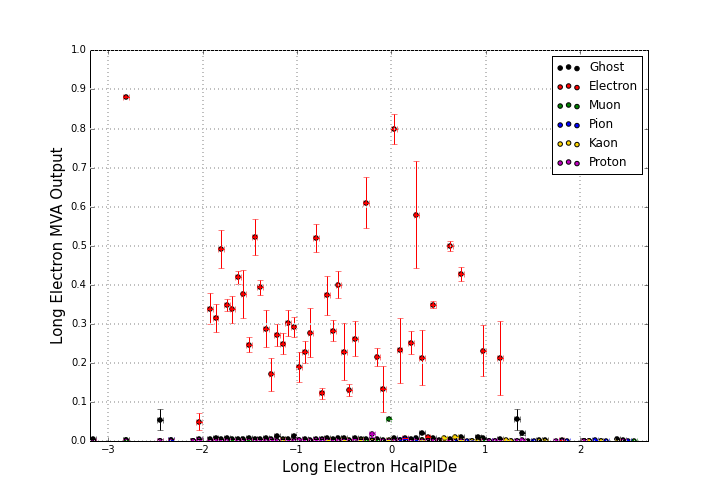 1.0
0.9
0.8
0.7
0.6
0.5
0.4
0.3
0.2
0.1
0.0
−3
−2
−1
0
1
2
Long Electron MVA Output
Long Electron HcalPIDe
Ghost
Electron
Muon
Pion
Kaon
Proton